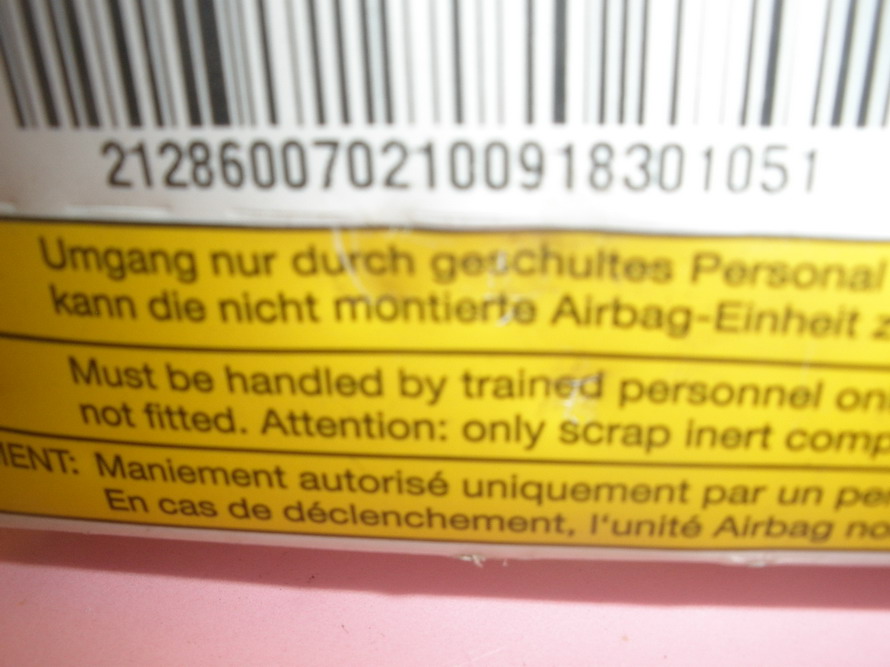 2128600702100918301051
Umgang nur durch geschultes Personal
kann die nicht montierte Airbag-Einheit
Must be handled by trained personnel
not fitted. Attention: only scrap inert
Maniement autorisé uniquement par un
En cas de déclenchement, l'unité Airbag